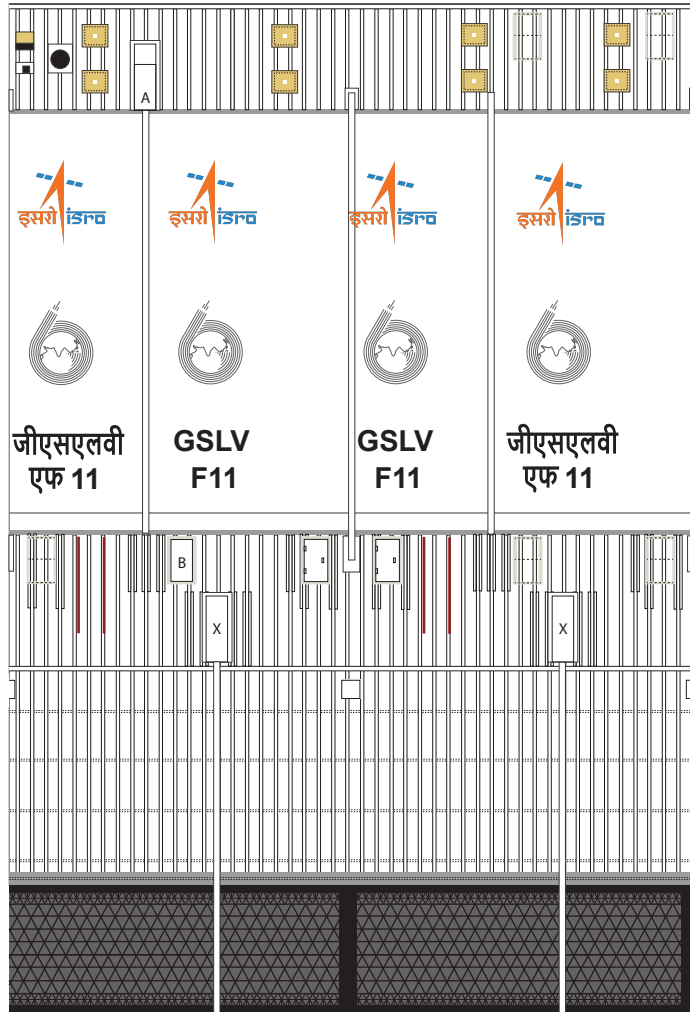 A
इसरो isro
इसरो isro
इसरो isro
इसरो isro
जीएसएलवी
एफ 11
GSLV
F11
GSLV
F11
जीएसएलवी
एफ 11
B
X
X